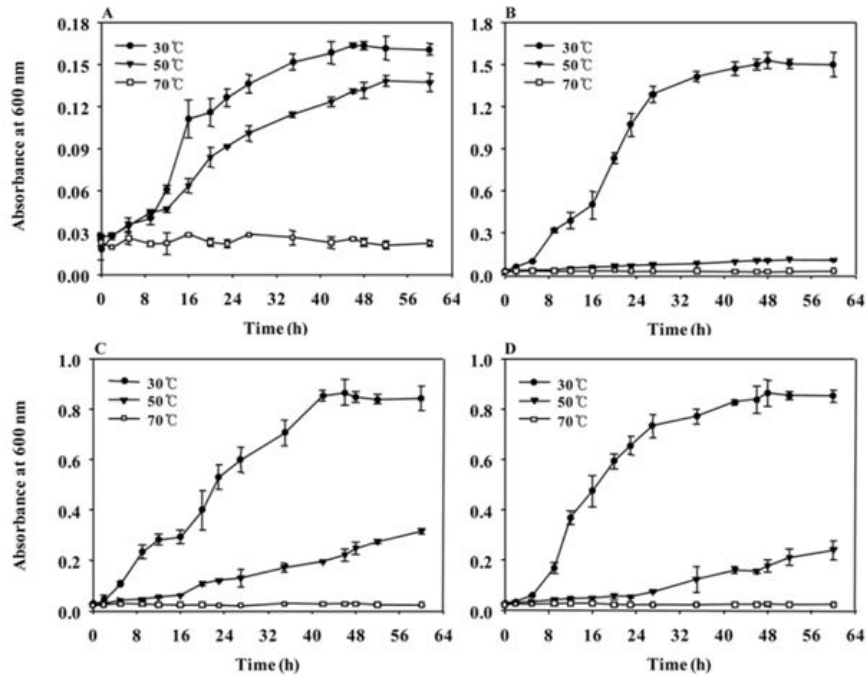 A
30℃
50℃
70℃
0.18
0.15
0.12
0.09
0.06
0.03
0.00
Absorbance at 600 nm
0 8 16 24 32 40 48 56 64
Time (h)
B
30℃
50℃
70℃
1.8
1.5
1.2
0.9
0.6
0.3
0.0
0 8 16 24 32 40 48 56 64
Time (h)
C
30℃
50℃
70℃
1.0
0.8
0.6
0.4
0.2
0.0
Absorbance at 600 nm
0 8 16 24 32 40 48 56 64
Time (h)
D
30℃
50℃
70℃
1.0
0.8
0.6
0.4
0.2
0.0
0 8 16 24 32 40 48 56 64
Time (h)